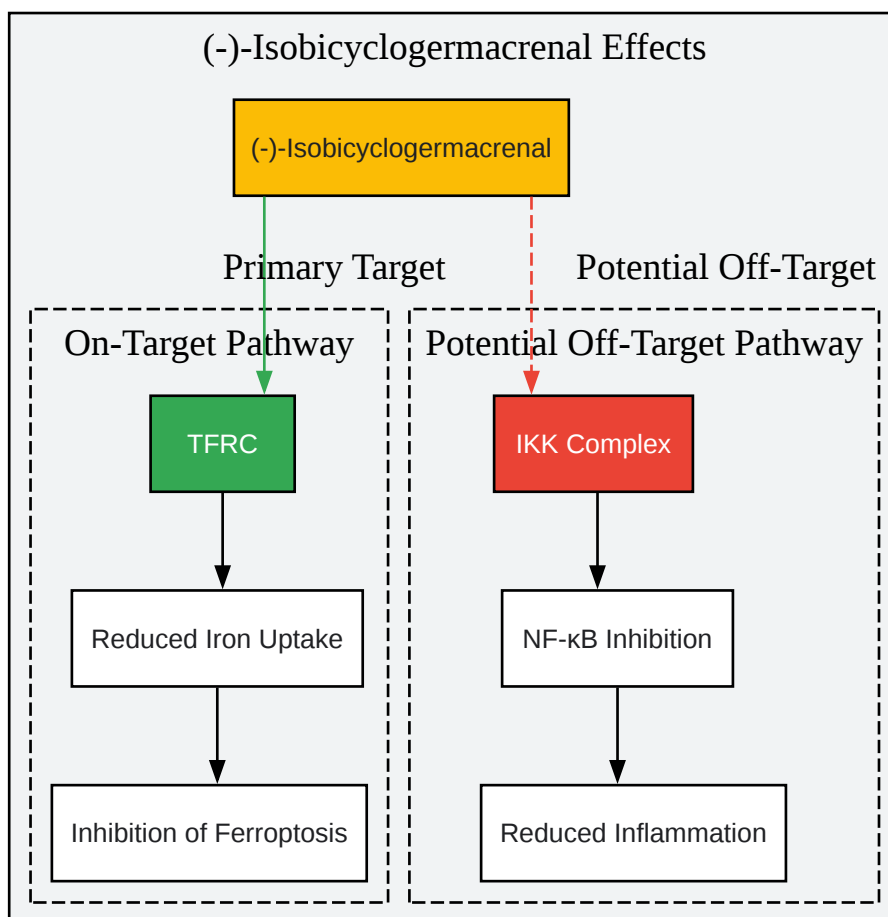 (-)-Isobicyclogermacrenal Effects
(-)-Isobicyclogermacrenal
Primary Target
Potential Off-Target
On-Target Pathway
Potential Off-Target Pathway
TFRC
IKK Complex
Reduced Iron Uptake
NF-κB Inhibition
Inhibition of Ferroptosis
Reduced Inflammation